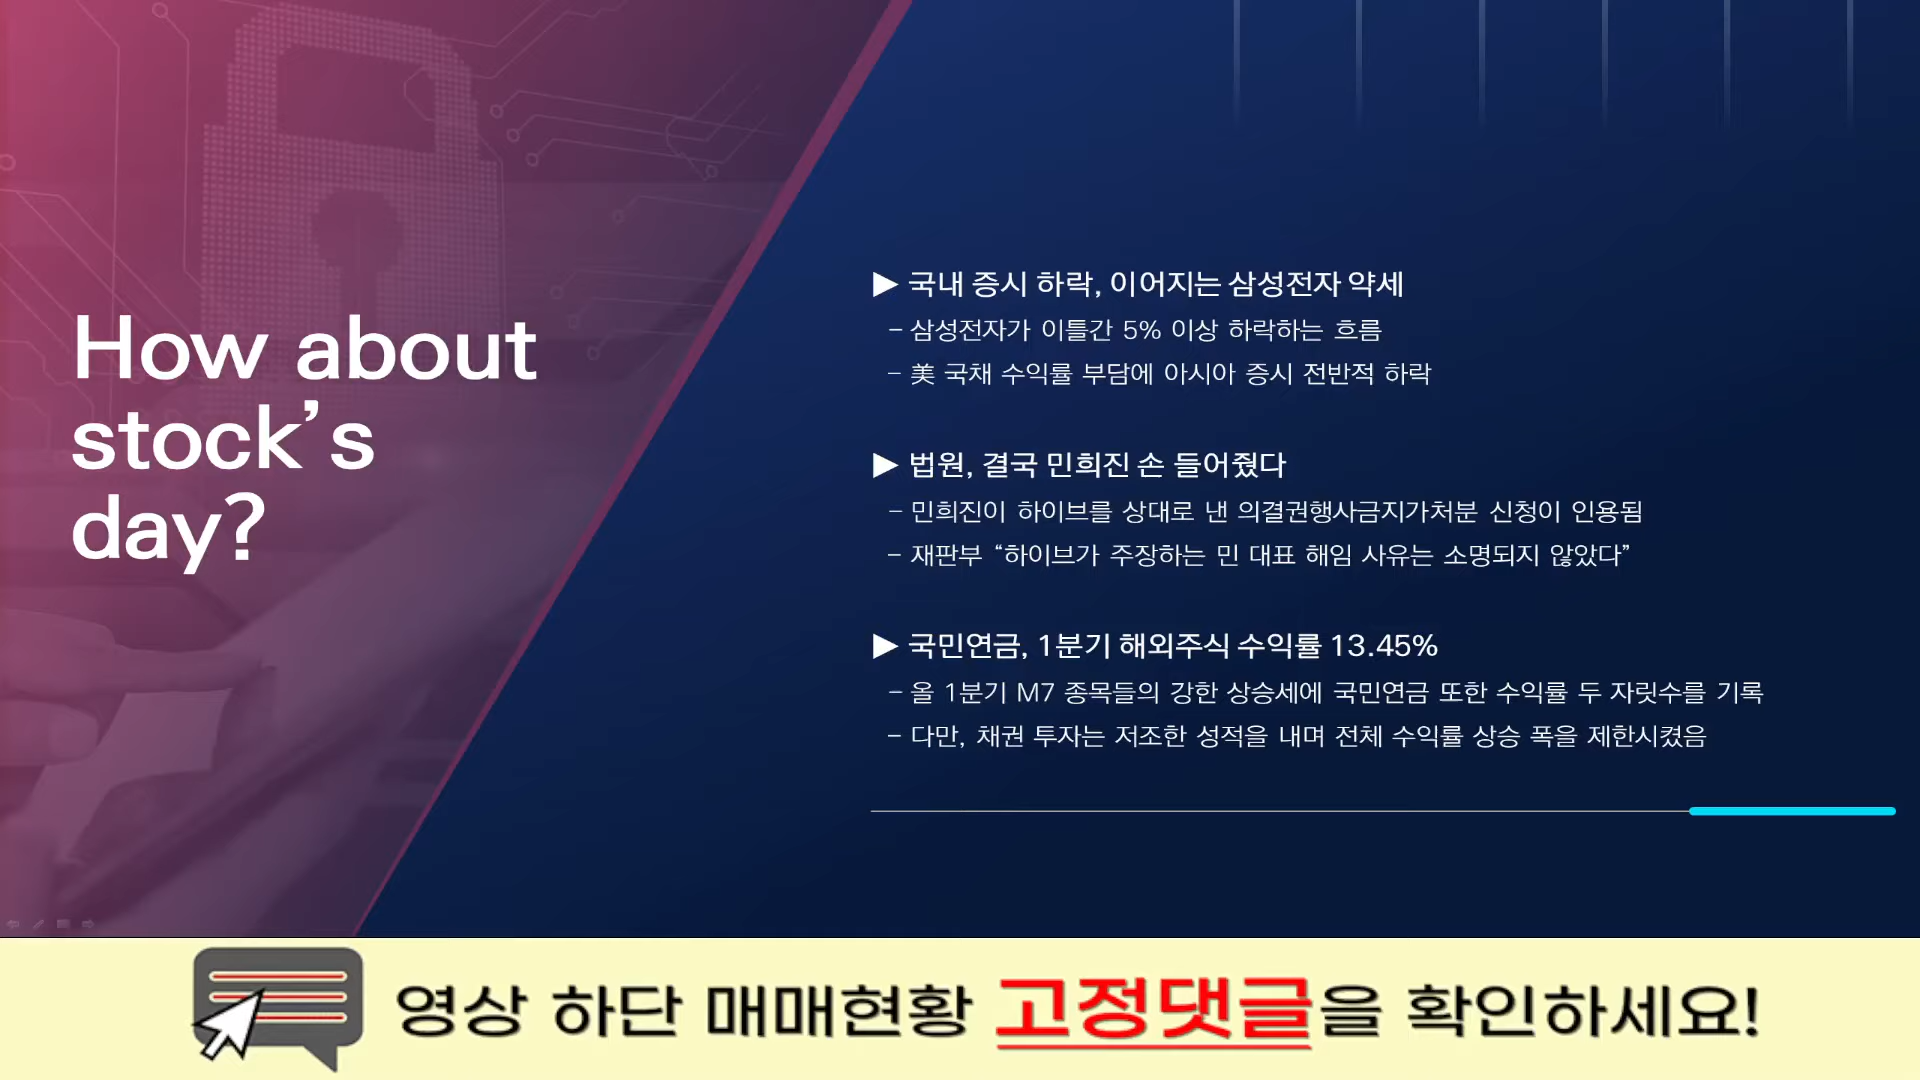 How about
stock’s
day?
▶ 국내 증시 하락, 이어지는 삼성전자 약세
– 삼성전자가 이틀간 5% 이상 하락하는 흐름
– 美 국채 수익률 부담에 아시아 증시 전반적 하락
▶ 법원, 결국 민희진 손 들어줬다
– 민희진이 하이브를 상대로 낸 의결권행사금지가처분 신청이 인용됨
– 재판부 “하이브가 주장하는 민 대표 해임 사유는 소명되지 않았다”
▶ 국민연금, 1분기 해외주식 수익률 13.45%
– 올 1분기 M7 종목들의 강한 상승세에 국민연금 또한 수익률 두 자릿수를 기록
– 다만, 채권 투자는 저조한 성적을 내며 전체 수익률 상승 폭을 제한시켰음
영상 하단 매매현황 고정댓글을 확인하세요!